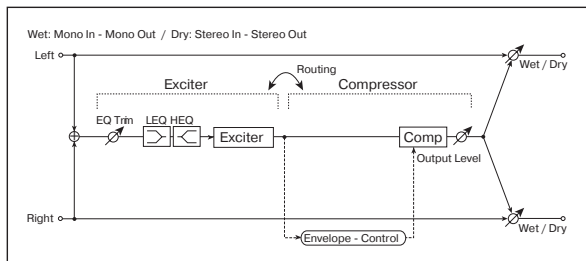 Wet: Mono In - Mono Out / Dry: Stereo In - Stereo Out
Left
Wet / Dry
Routing
Exciter
Compressor
EQ Trim
LEQ HEQ
Exciter
Comp
Output Level
Right
Envelope - Control
Wet / Dry